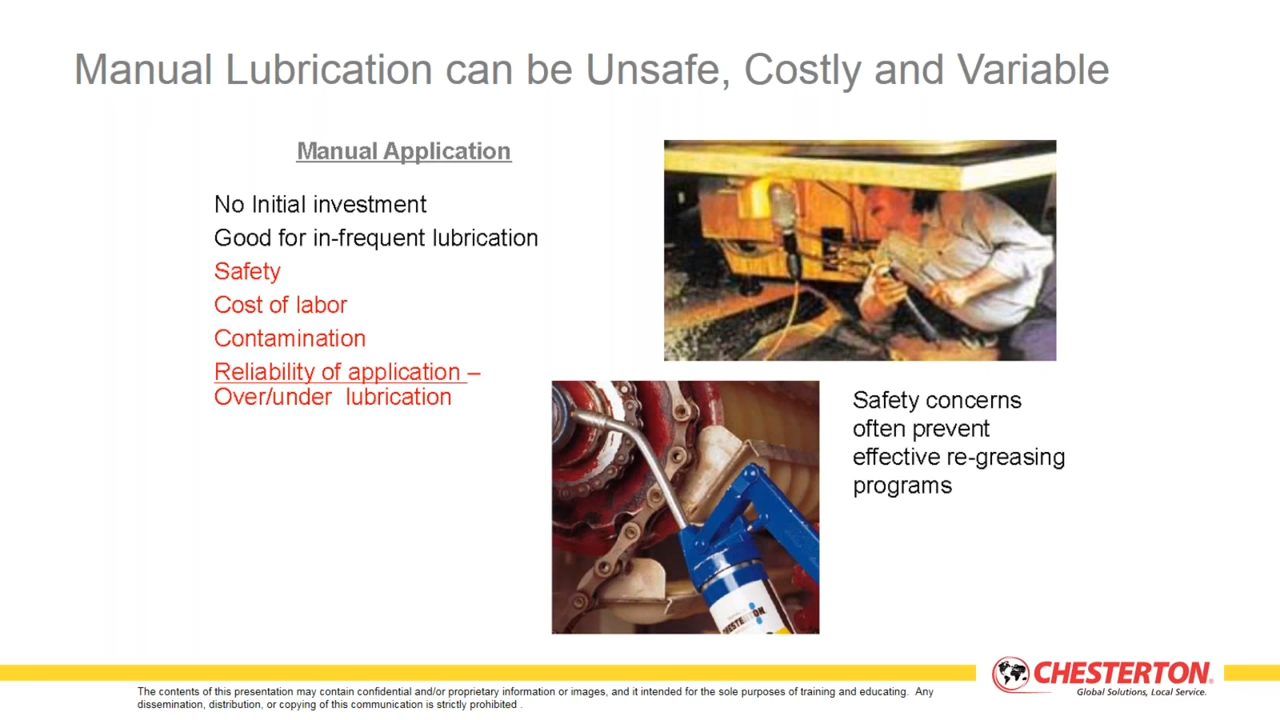 Manual Lubrication can be Unsafe, Costly and Variable
Manual Application
No Initial investment
Good for in-frequent lubrication
Safety
Cost of labor
Contamination
Reliability of application –
Over/under lubrication
Safety concerns
often prevent
effective re-greasing
programs
CHESTERTON
CHESTERTON®
Global Solutions, Local Service.
The contents of this presentation may contain confidential and/or proprietary information or images, and it intended for the sole purposes of training and educating. Any
dissemination, distribution, or copying of this communication is strictly prohibited .